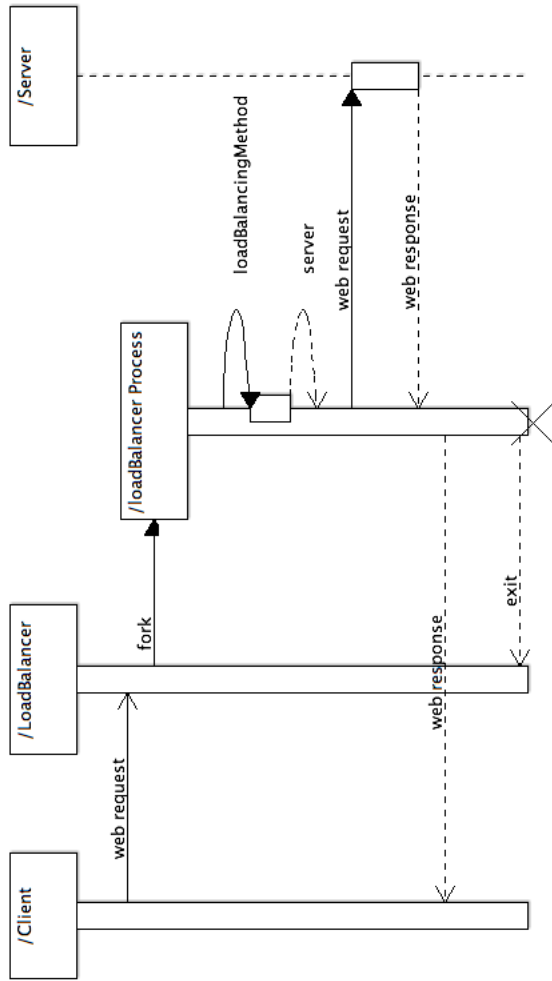 /Client
/LoadBalancer
/loadBalancer Process
/Server
web request
fork
loadBalancingMethod
server
web request
web response
web response
exit